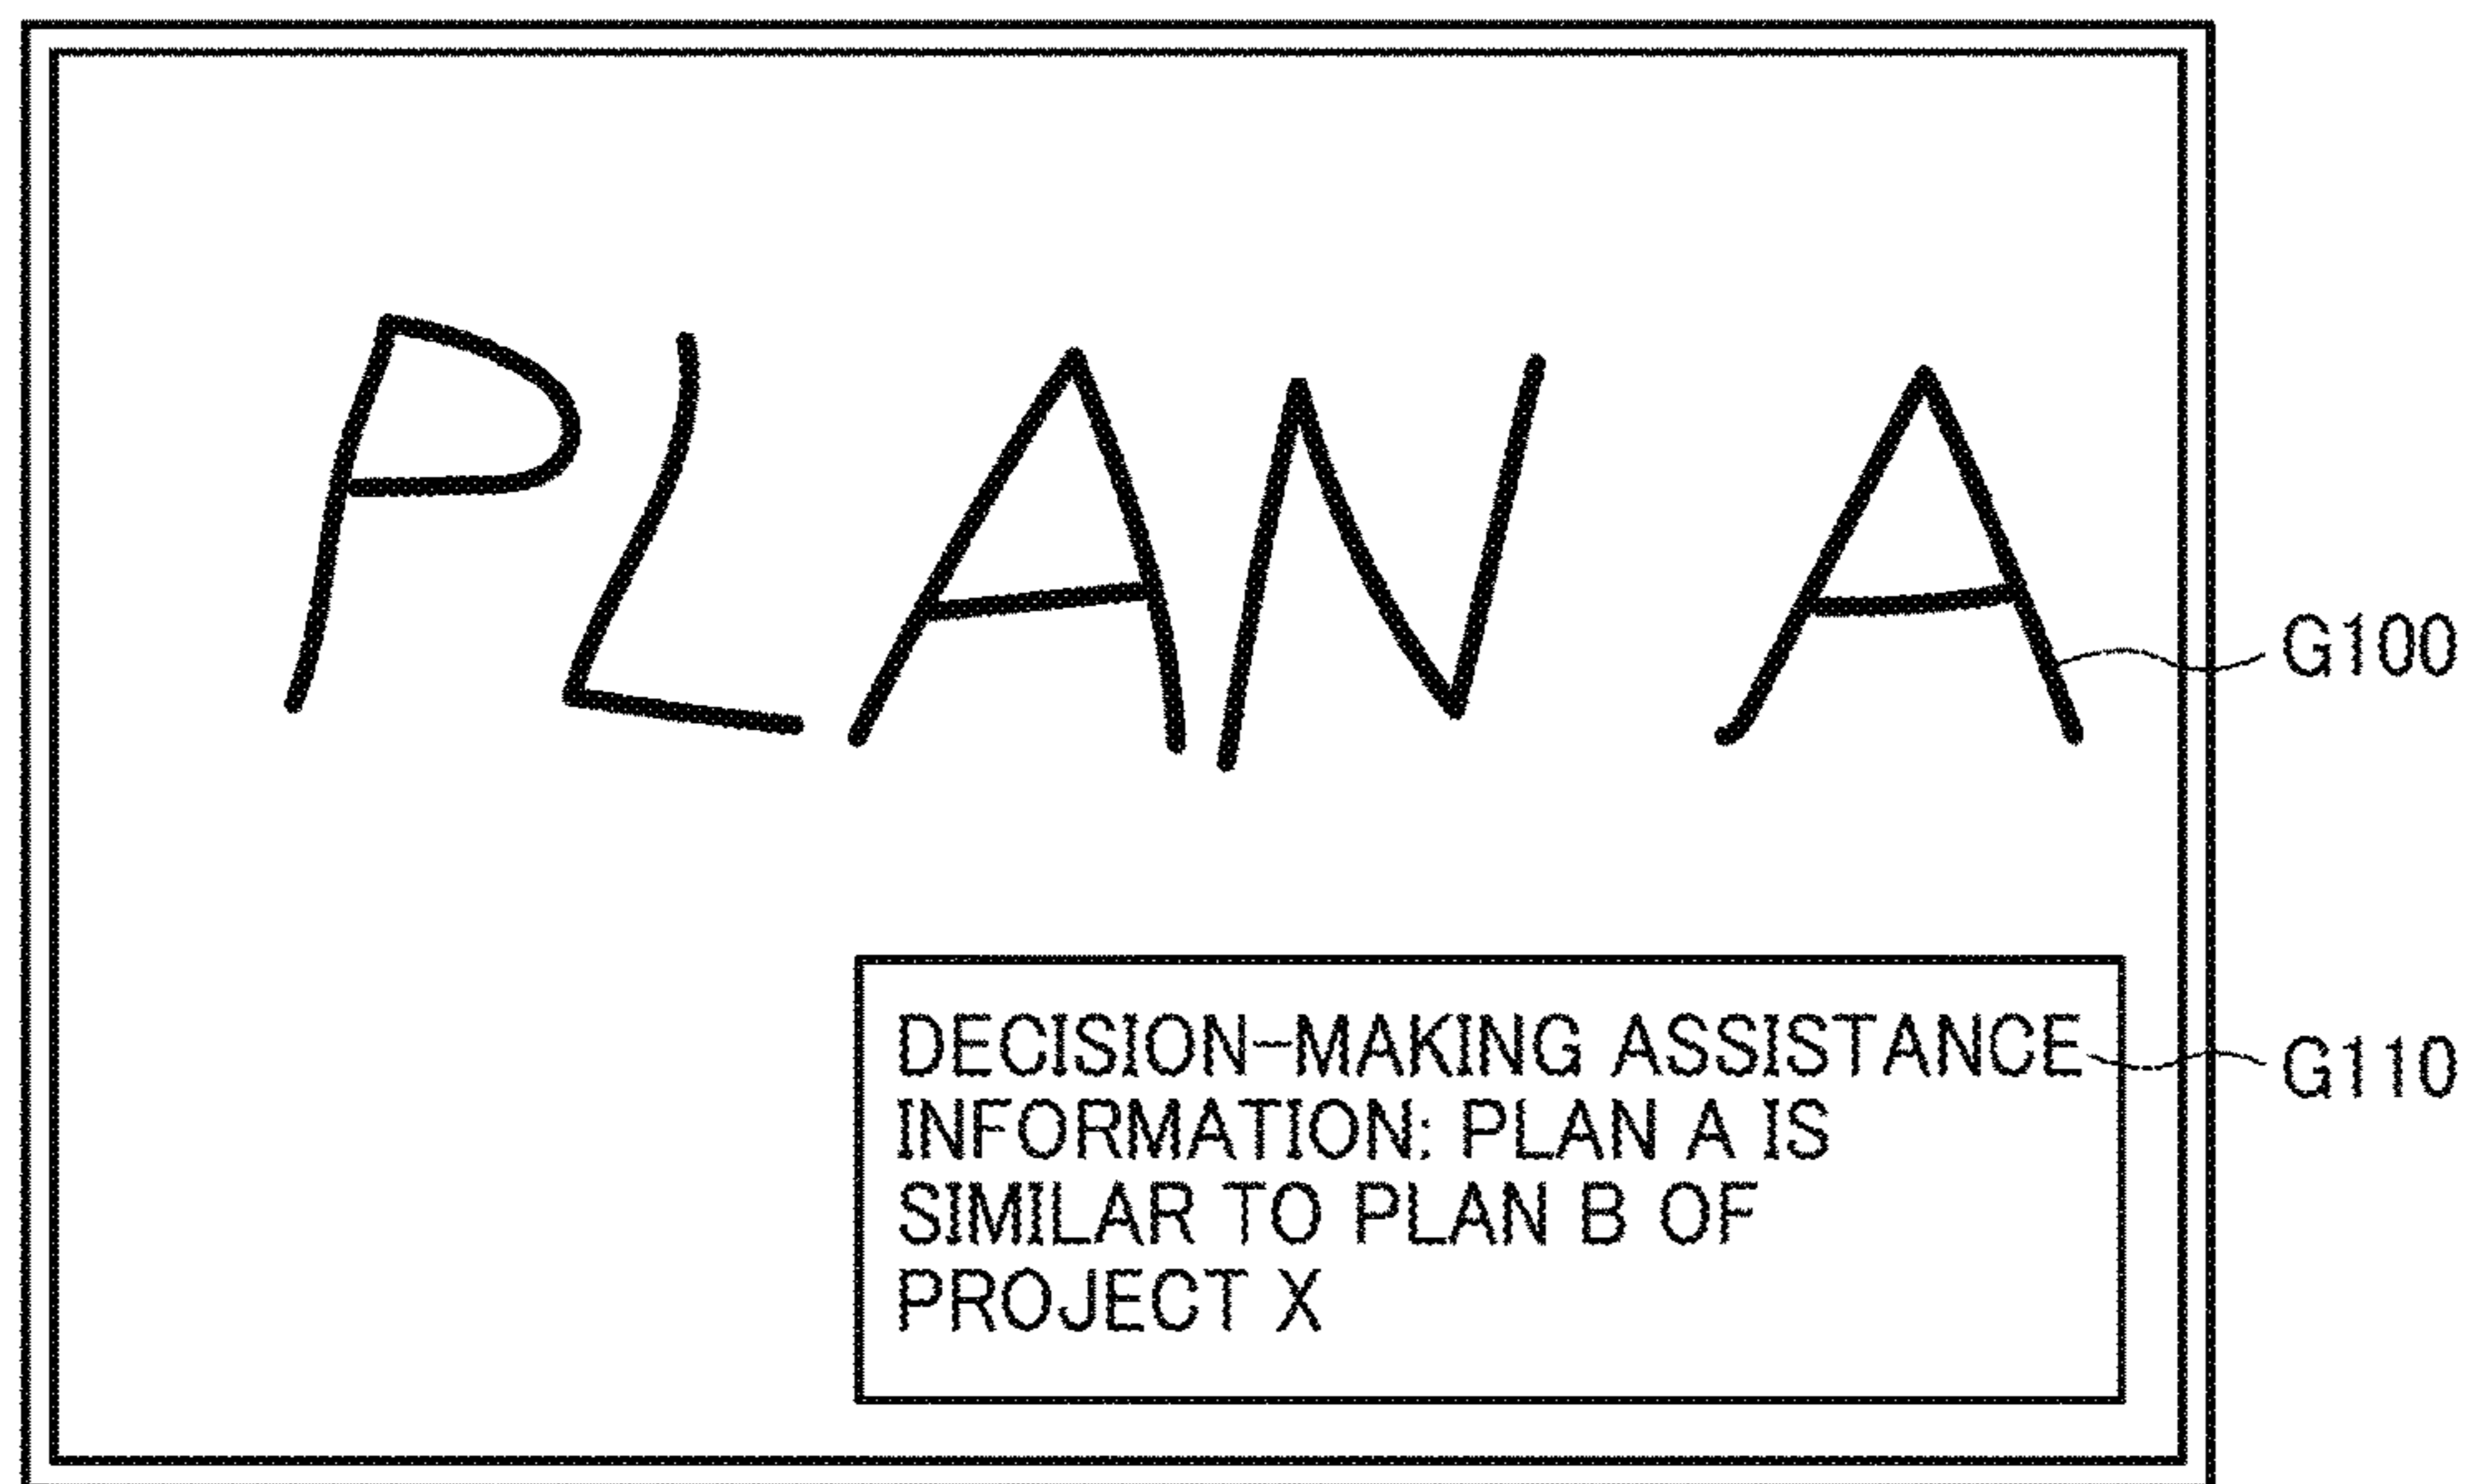 PLAN A
G100
DECISION-MAKING ASSISTANCE
INFORMATION: PLAN A IS
SIMILAR TO PLAN B OF
PROJECT X
G110